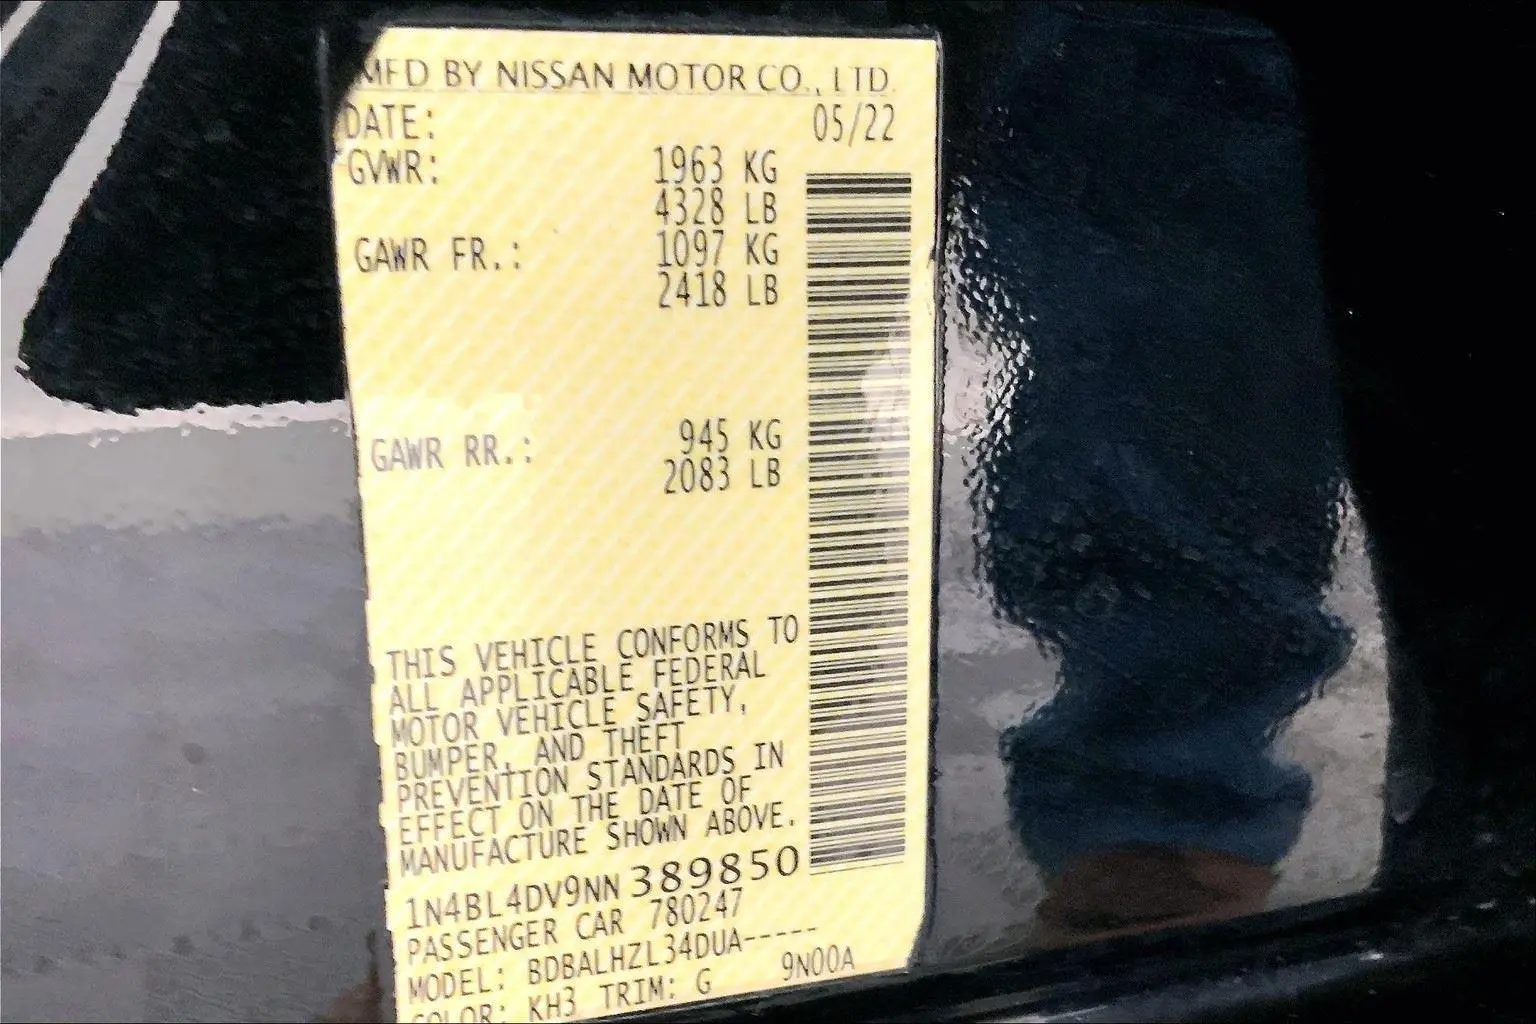 MFD BY NISSAN MOTOR CO., LTD.
DATE: 05/22
GVWR: 1963 KG
4328 LB
GAWR FR.: 1097 KG
2418 LB
GAWR RR.: 945 KG
2083 LB
THIS VEHICLE CONFORMS TO
ALL APPLICABLE FEDERAL
MOTOR VEHICLE SAFETY,
BUMPER, AND THEFT
PREVENTION STANDARDS IN
EFFECT ON THE DATE OF
MANUFACTURE SHOWN ABOVE.
1N4BL4DV9NN389850
PASSENGER CAR 780247
MODEL: BDBALHZL34DUA-----
COLOR: KH3 TRIM: G 9N00A